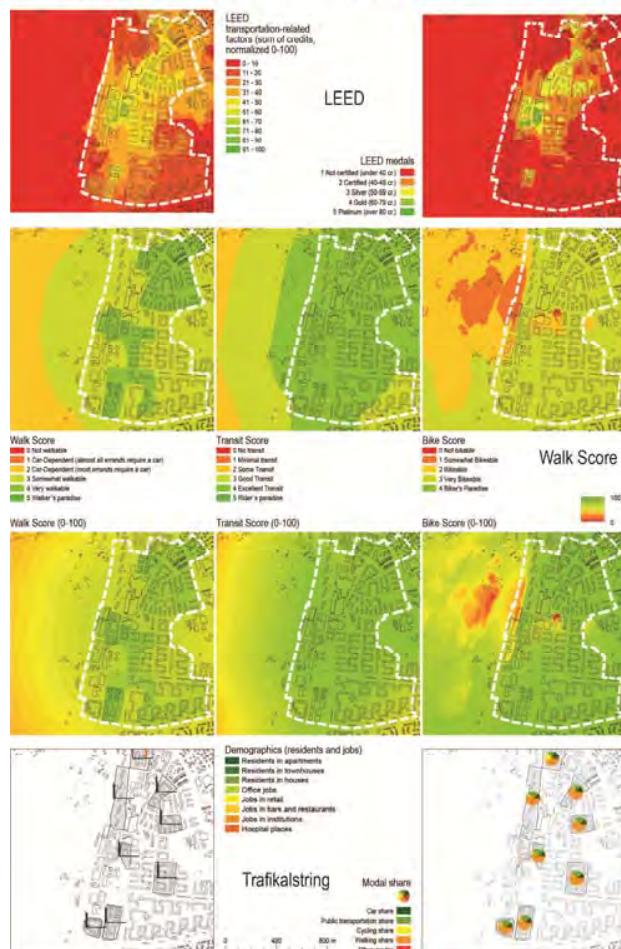 LEED
transportation-related
factors (sum of credits,
normalized 0-100)
0 - 10
11 - 20
21 - 30
31 - 40
41 - 50
51 - 60
61 - 70
71 - 80
81 - 90
91 - 100
LEED
LEED medals
1 Not certified (under 40 cr.)
2 Certified (40-49 cr.)
3 Silver (50-59 cr.)
4 Gold (60-79 cr.)
5 Platinum (over 80 cr.)
Walk Score
0 Not walkable
1 Car-Dependent (almost all errands require a car)
2 Car-Dependent (most errands require a car)
3 Somewhat walkable
4 Very walkable
5 Walker's paradise
Transit Score
0 No transit
1 Minimal transit
2 Some Transit
3 Good Transit
4 Excellent Transit
5 Rider's paradise
Bike Score
0 Not bikable
1 Somewhat Bikeable
2 Bikeable
3 Very Bikeable
4 Biker's Paradise
Walk Score
100
0
Walk Score (0-100)
Transit Score (0-100)
Bike Score (0-100)
Demographics (residents and jobs)
Residents in apartments
Residents in townhouses
Residents in houses
Office jobs
Jobs in retail
Jobs in bars and restaurants
Jobs in institutions
Hospital places
Trafikalstring
Modal share
Car share
Public transportation share
Cycling share
Walking share
0 400 800 m